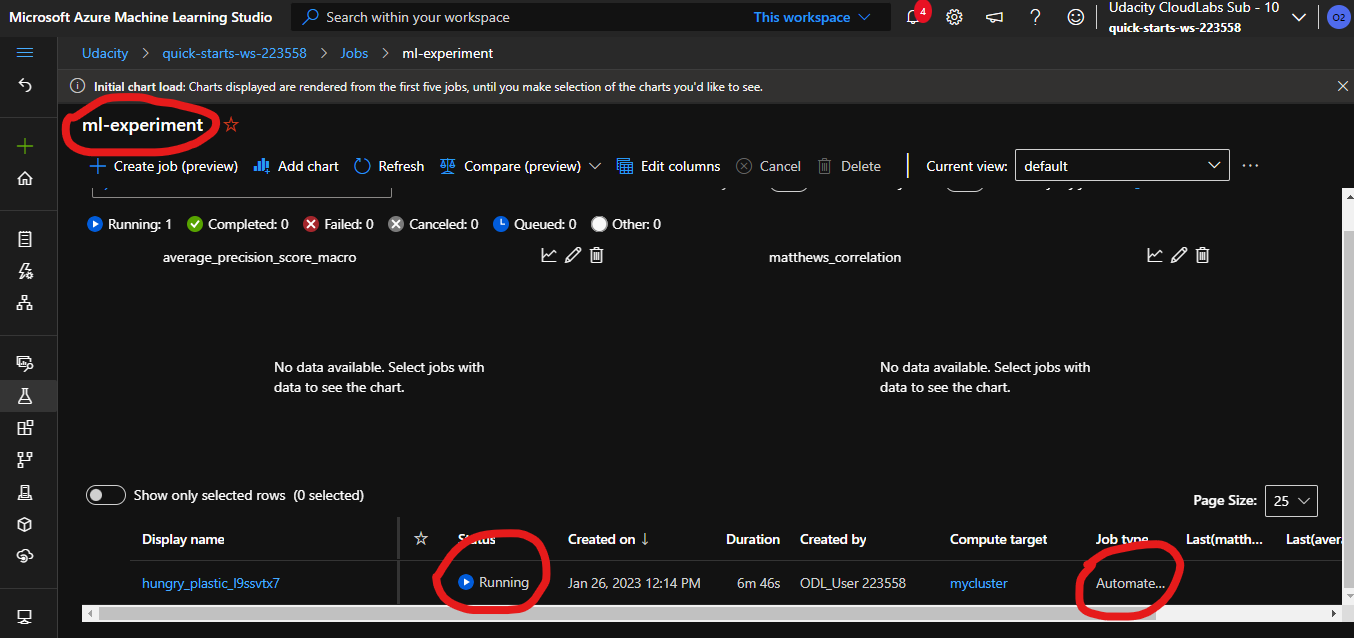 Microsoft Azure Machine Learning Studio
Search within your workspace
This workspace
4
Udacity CloudLabs Sub - 10
quick-starts-ws-223558
O2
Udacity > quick-starts-ws-223558 > Jobs > ml-experiment
Initial chart load: Charts displayed are rendered from the first five jobs, until you make selection of the charts you'd like to see.
ml-experiment
Create job (preview) Add chart Refresh Compare (preview) Edit columns Cancel Delete Current view: default ...
Running: 1 Completed: 0 Failed: 0 Canceled: 0 Queued: 0 Other: 0
average_precision_score_macro
matthews_correlation
No data available. Select jobs with
data to see the chart.
No data available. Select jobs with
data to see the chart.
Show only selected rows (0 selected)
Page Size: 25
Display name Status Created on ↓ Duration Created by Compute target Job type Last(matth... Last(avera
Running Jan 26, 2023 12:14 PM 6m 46s ODL_User 223558 mycluster Automate...